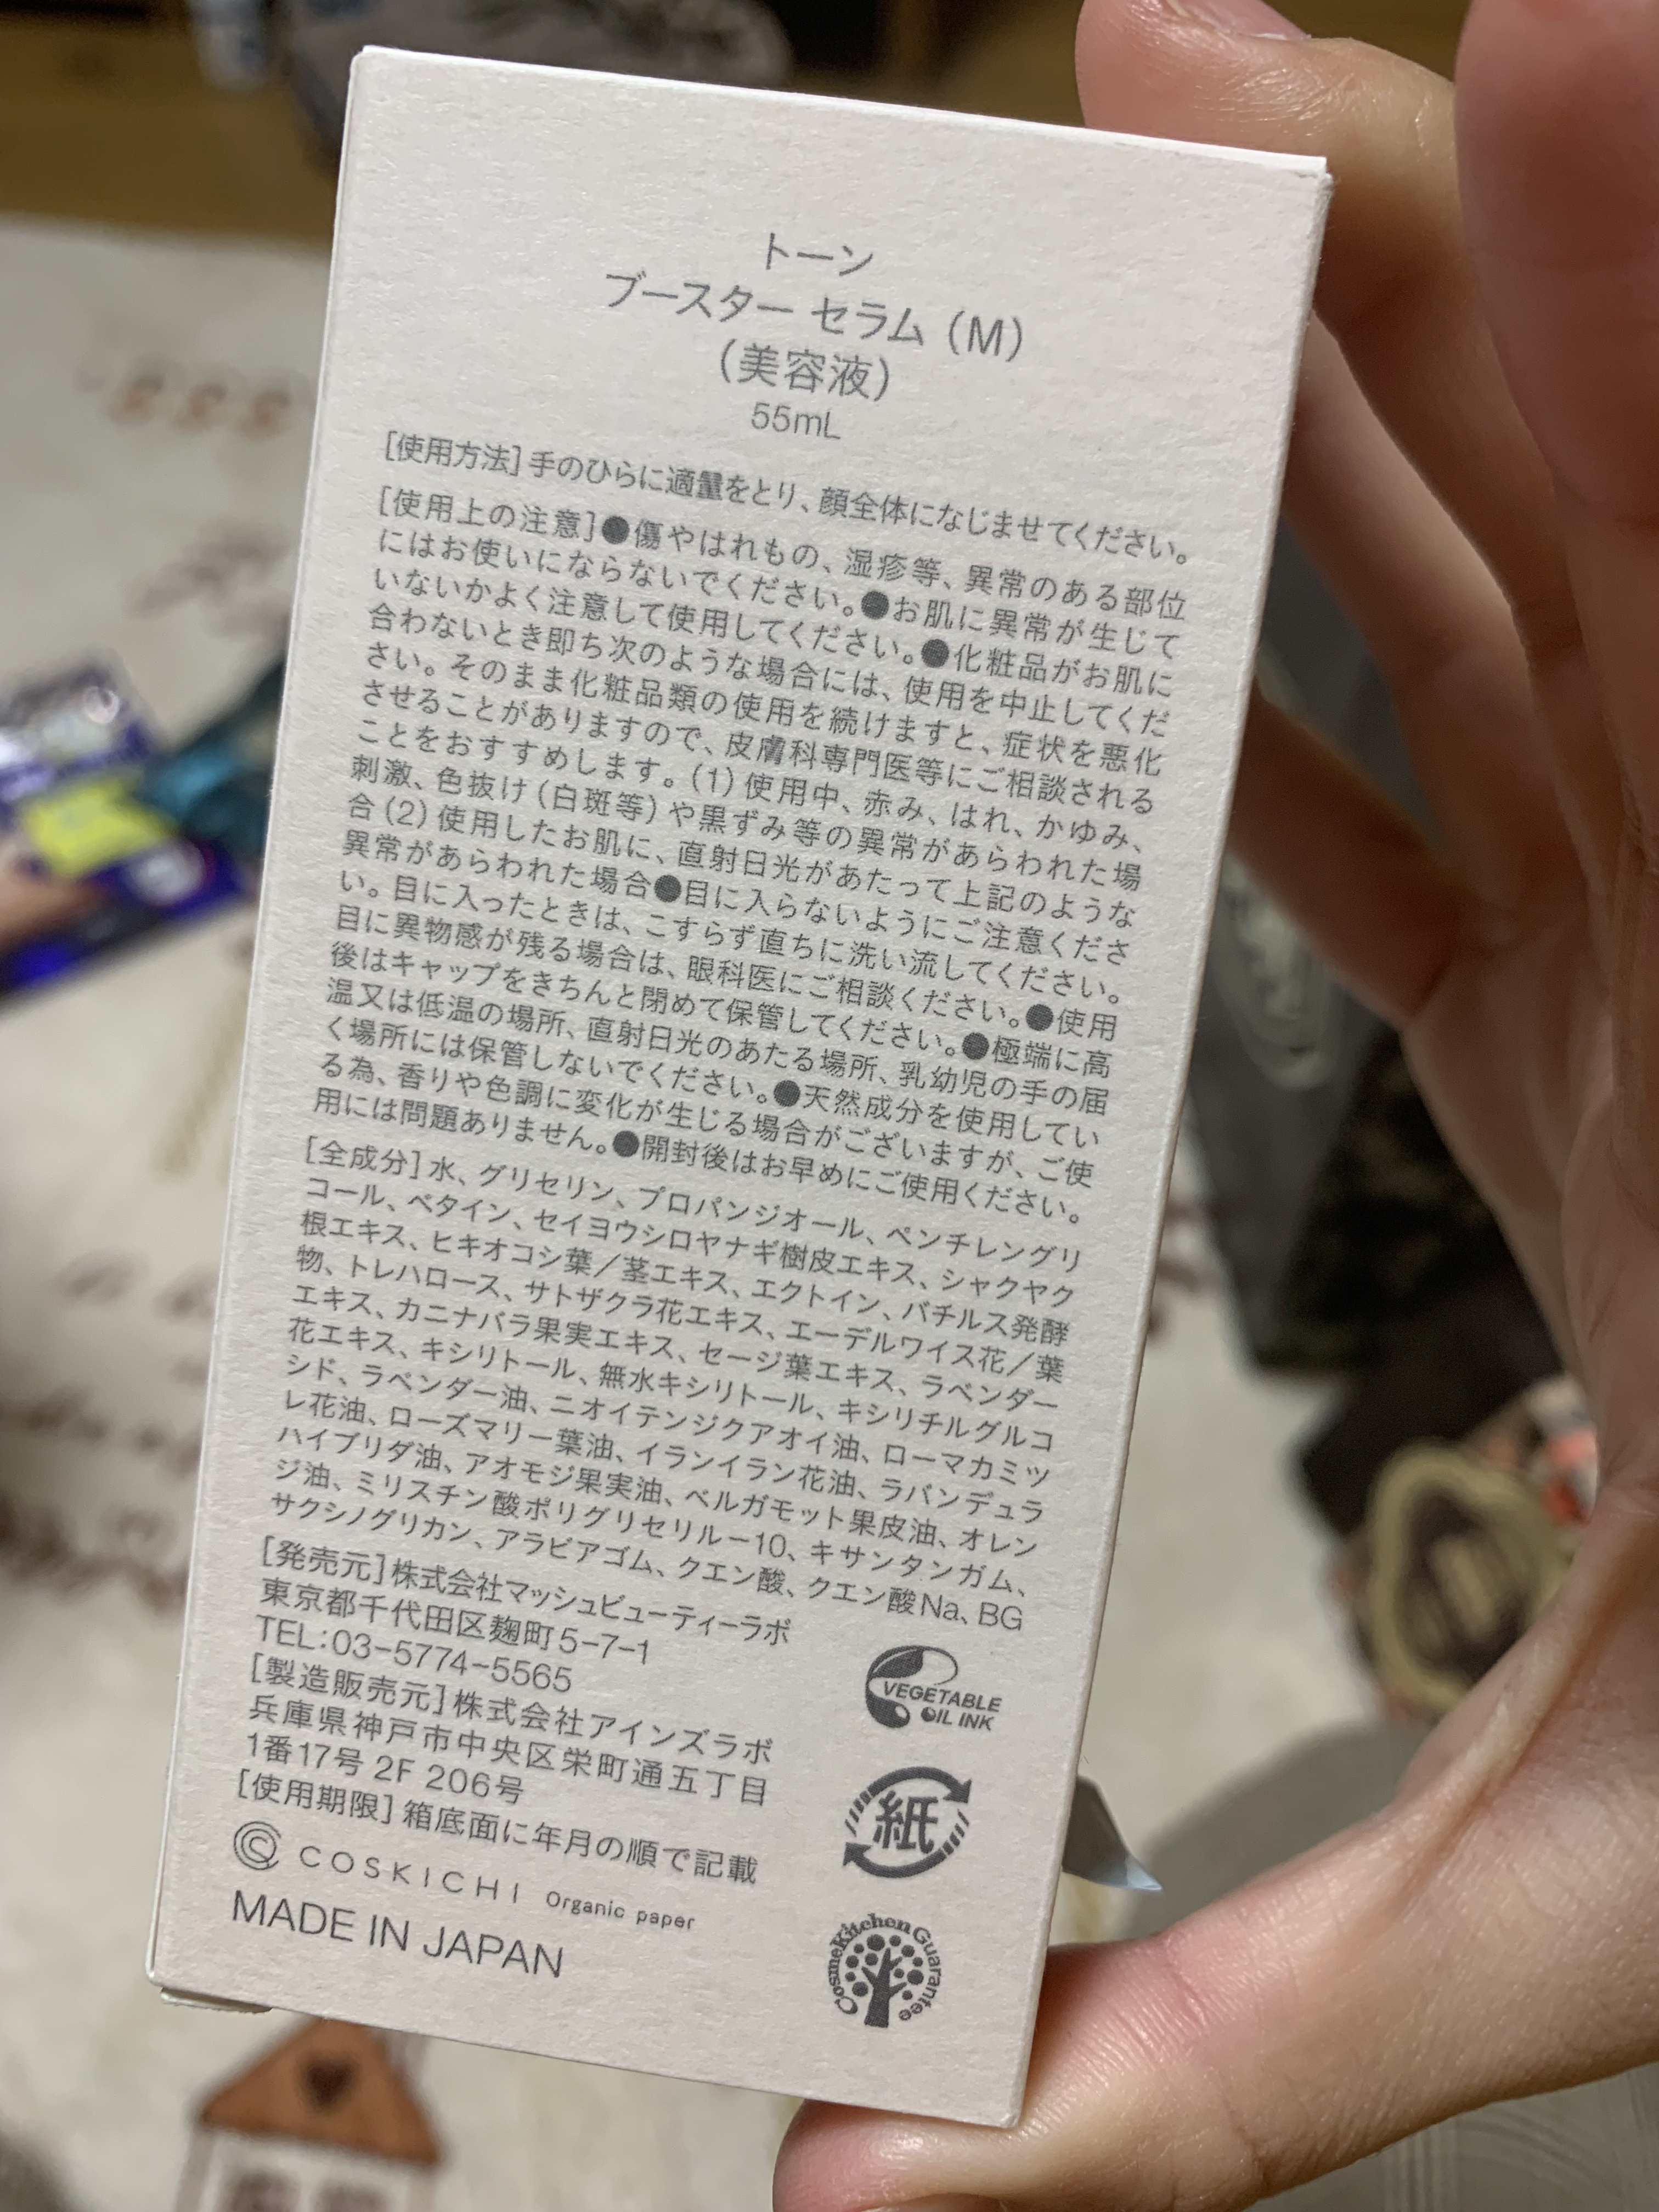 トーン
ブースター セラム（M）
（美容液）
55mL
[使用方法]手のひらに適量をとり、顔全体になじませてください。
[使用上の注意]●傷やはれもの、湿疹等、異常のある部位
にはお使いにならないでください。●お肌に異常が生じて
いないかよく注意して使用してください。●化粧品がお肌に
合わないとき即ち次のような場合には、使用を中止してくだ
さい。そのまま化粧品類の使用を続けますと、症状を悪化
させることがありますので、皮膚科専門医等にご相談される
ことをおすすめします。(1)使用中、赤み、はれ、かゆみ、
刺激、色抜け(白斑等)や黒ずみ等の異常があらわれた場
合(2)使用したお肌に、直射日光があたって上記のような
異常があらわれた場合●目に入らないようにご注意くださ
い。目に入ったときは、こすらず直ちに洗い流してください。
目に異物感が残る場合は、眼科医にご相談ください。●使用
後はキャップをきちんと閉めて保管してください。●極端に高
温又は低温の場所、直射日光のあたる場所、乳幼児の手の届
く場所には保管しないでください。●天然成分を使用してい
る為、香りや色調に変化が生じる場合がございますが、ご使
用には問題ありません。●開封後はお早めにご使用ください。
[全成分]水、グリセリン、プロパンジオール、ペンチレングリ
コール、ベタイン、セイヨウシロヤナギ樹皮エキス、シャクヤク
根エキス、ヒキオコシ葉／茎エキス、エクトイン、バチルス発酵
物、トレハロース、サトザクラ花エキス、エーデルワイス花／葉
エキス、カニナバラ果実エキス、セージ葉エキス、ラベンダー
花エキス、キシリトール、無水キシリトール、キシリチルグルコ
シド、ラベンダー油、ニオイテンジクアオイ油、ローマカミツ
レ花油、ローズマリー葉油、イランイラン花油、ラバンデュラ
ハイブリダ油、アオモジ果実油、ベルガモット果皮油、オレン
ジ油、ミリスチン酸ポリグリセリル－10、キサンタンガム、
サクシノグリカン、アラビアゴム、クエン酸、クエン酸Na、BG
[発売元]株式会社マッシュビューティーラボ
東京都千代田区麹町5-7-1
TEL:03-5774-5565
[製造販売元]株式会社アインズラボ
兵庫県神戸市中央区栄町通五丁目
1番17号 2F 206号
[使用期限]箱底面に年月の順で記載
COSKICHI Organic paper
MADE IN JAPAN
VEGETABLE
OIL INK
紙
CosmeKitchen Guarantee